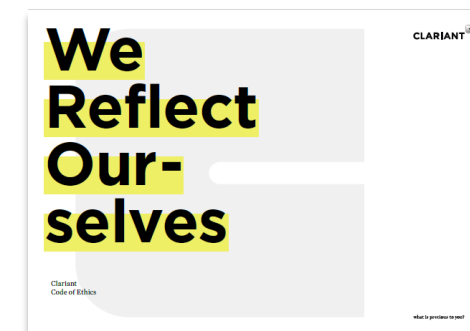 We
Reflect
Our-
selves
CLARIANT
Clariant
Code of Ethics
what is precious to you?